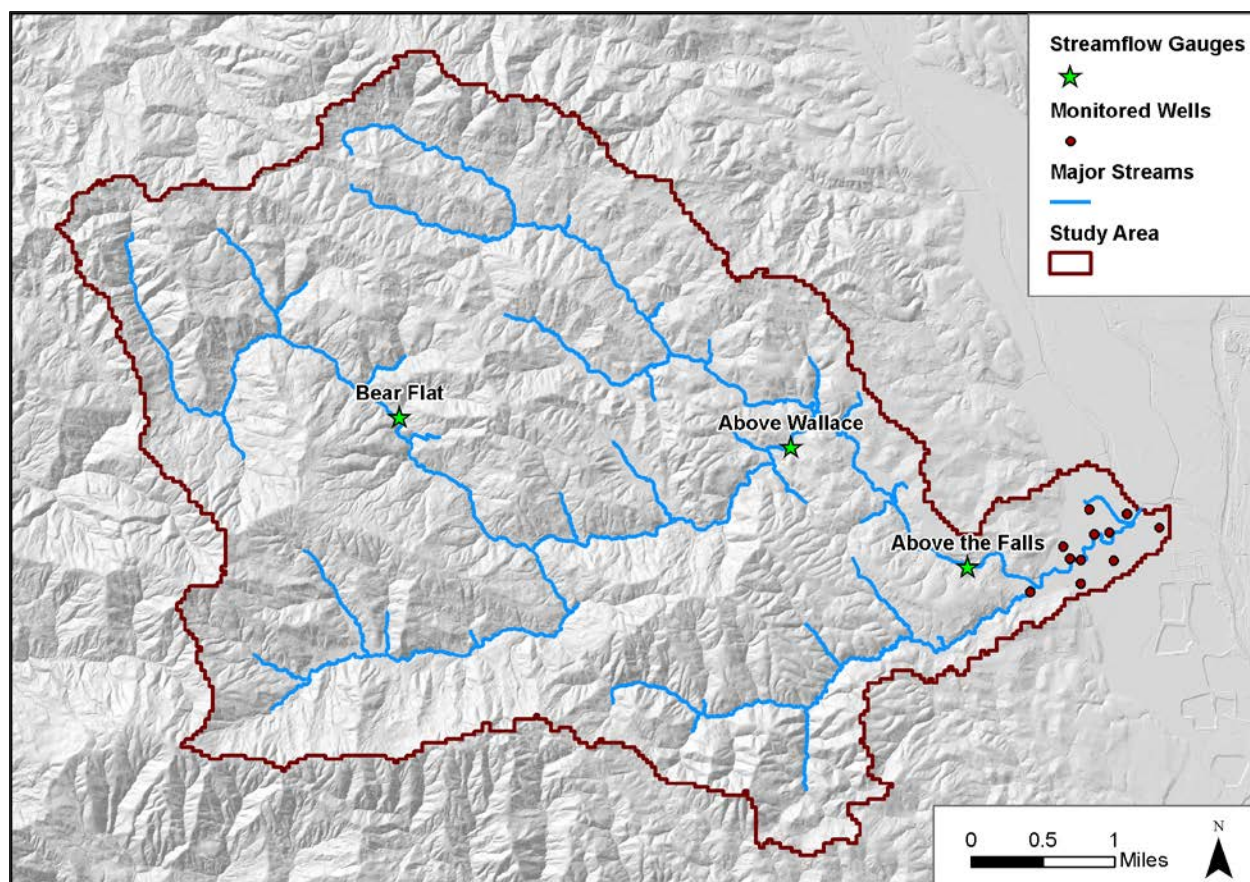 Streamflow Gauges
Monitored Wells
Major Streams
Study Area
Bear Flat
Above Wallace
Above the Falls
0 0.5 1
Miles
N